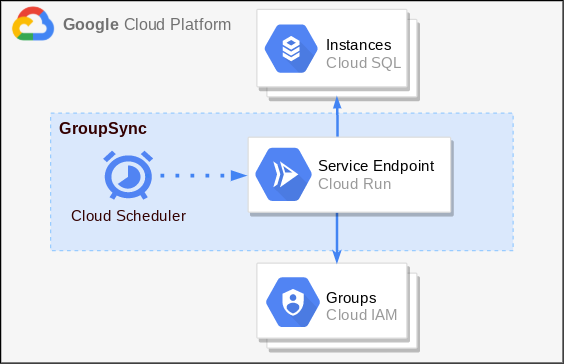 Google Cloud Platform
Instances
Cloud SQL
GroupSync
Service Endpoint
Cloud Run
Cloud Scheduler
Groups
Cloud IAM